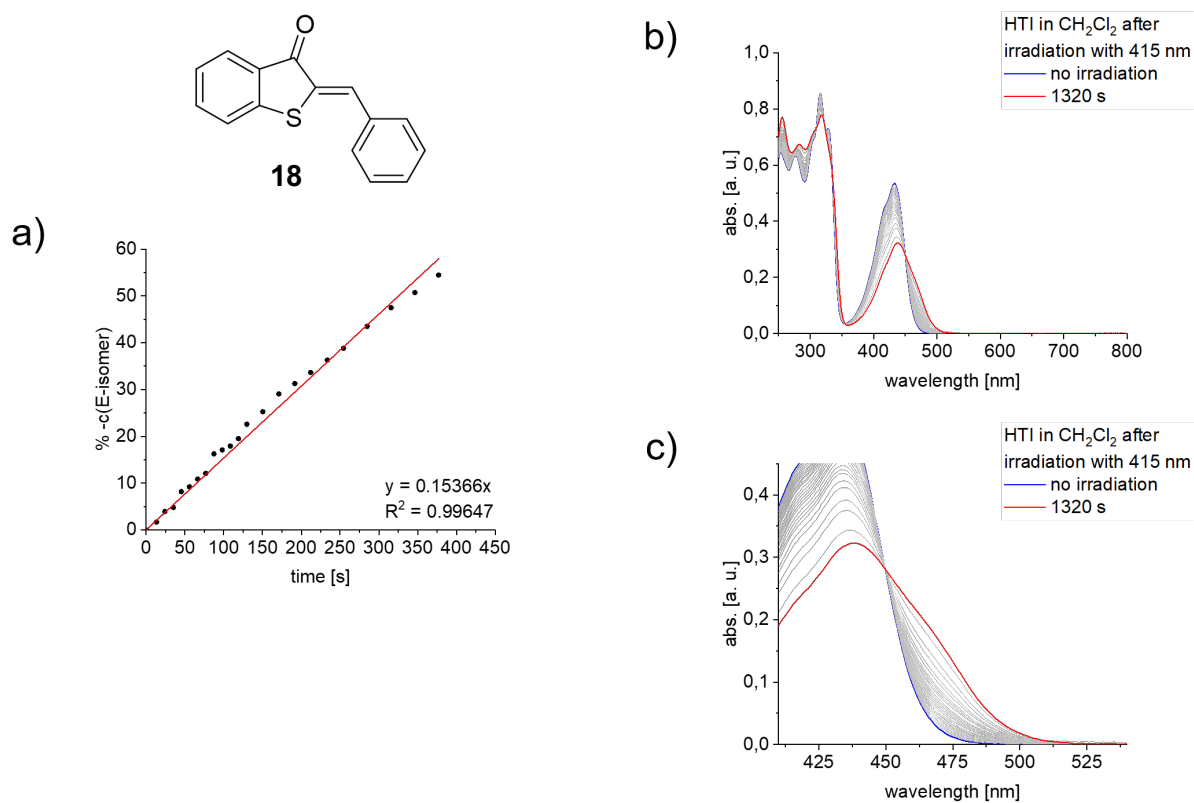 O
S
18
a)
60
50
40
30
20
10
0
% -c(E-isomer)
y = 0.15366x
R² = 0.99647
0 50 100 150 200 250 300 350 400 450
time [s]
b)
HTI in CH₂Cl₂ after
irradiation with 415 nm
no irradiation
1320 s
1,0
0,8
0,6
0,4
0,2
0,0
abs. [a. u.]
300 400 500 600 700 800
wavelength [nm]
c)
HTI in CH₂Cl₂ after
irradiation with 415 nm
no irradiation
1320 s
0,4
0,3
0,2
0,1
0,0
abs. [a. u.]
425 450 475 500 525
wavelength [nm]